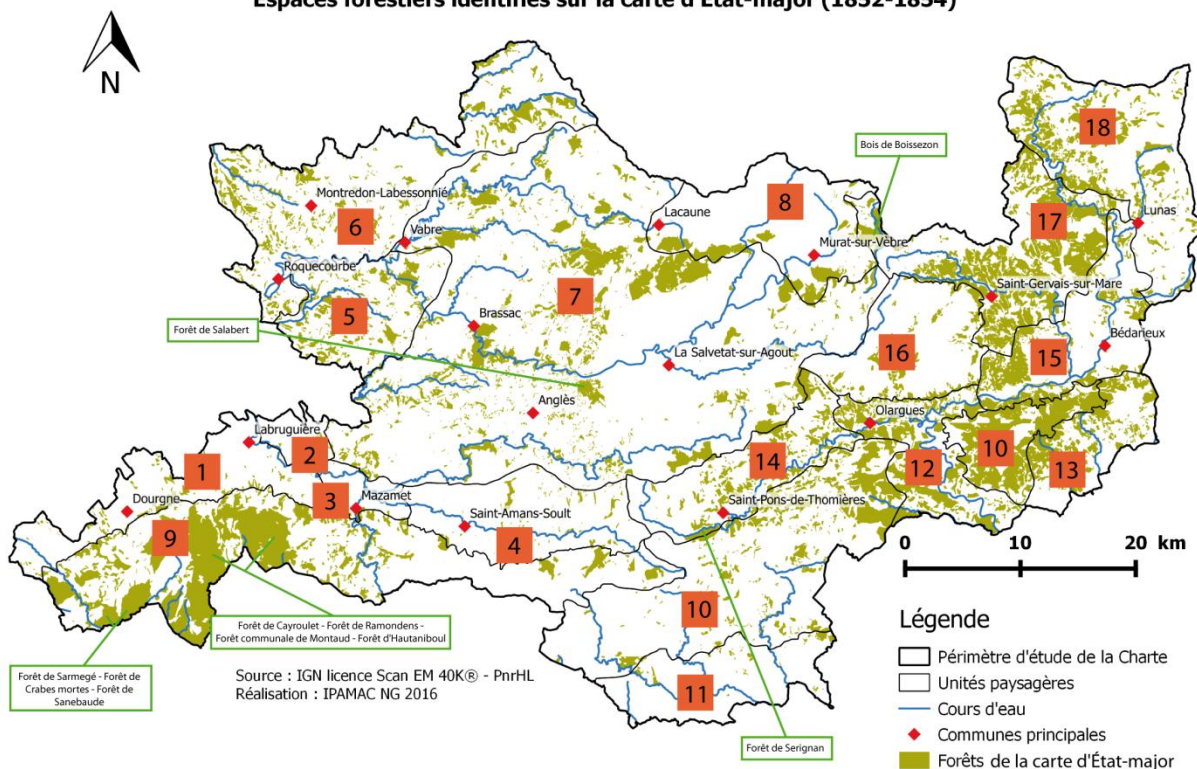 Espaces forestiers identifiés sur la carte d'État-major (1832-1854)
N
18
Bois de Boissezon
Montredon-Labessonnié
8
Lacaune
17
Lunas
6
Vabre
Murat-sur-Vèbre
Roquecourbe
7
Saint-Gervais-sur-Mare
5
Brassac
Forêt de Salabert
16
15
Bédarieux
La Salvetat-sur-Agout
Anglès
Olargues
Labruguière
2
1
14
12
10
13
Dourgne
3
Mazamet
Saint-Pons-de-Thomières
9
Saint-Amans-Soult
4
0 10 20 km
10
Forêt de Cayroulet - Forêt de Ramondens -
Forêt communale de Montaud - Forêt d'Hautaniboul
Forêt de Sarmegé - Forêt de
Crabes mortes - Forêt de
Sanebaude
Source : IGN licence Scan EM 40K® - PnrHL
Réalisation : IPAMAC NG 2016
11
Forêt de Serignan
Légende
Périmètre d'étude de la Charte
Unités paysagères
Cours d'eau
Communes principales
Forêts de la carte d'État-major